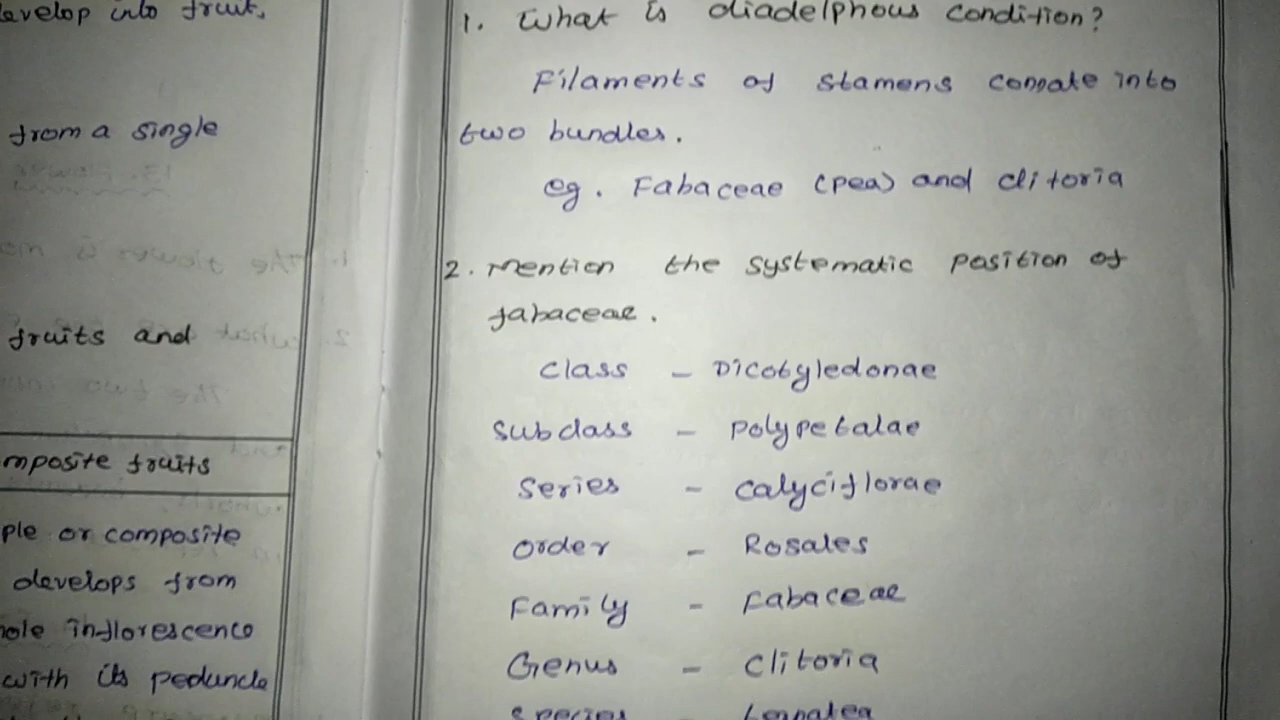 develop into fruit.
from a single
fruits and
mposite fruits
ple or composite
develops from
hole inflorescence
with its peduncle
1. What is diadelphous condition?
Filaments of stamens connate into
two bundles.
eg. Fabaceae (pea) and clitoria
2. Mention the systematic position of
fabaceae.
class - Dicotyledonae
subclass - polypetalae
series - calyciflorae
order - Rosales
Family - Fabaceae
Genus - clitoria
species - ternatea